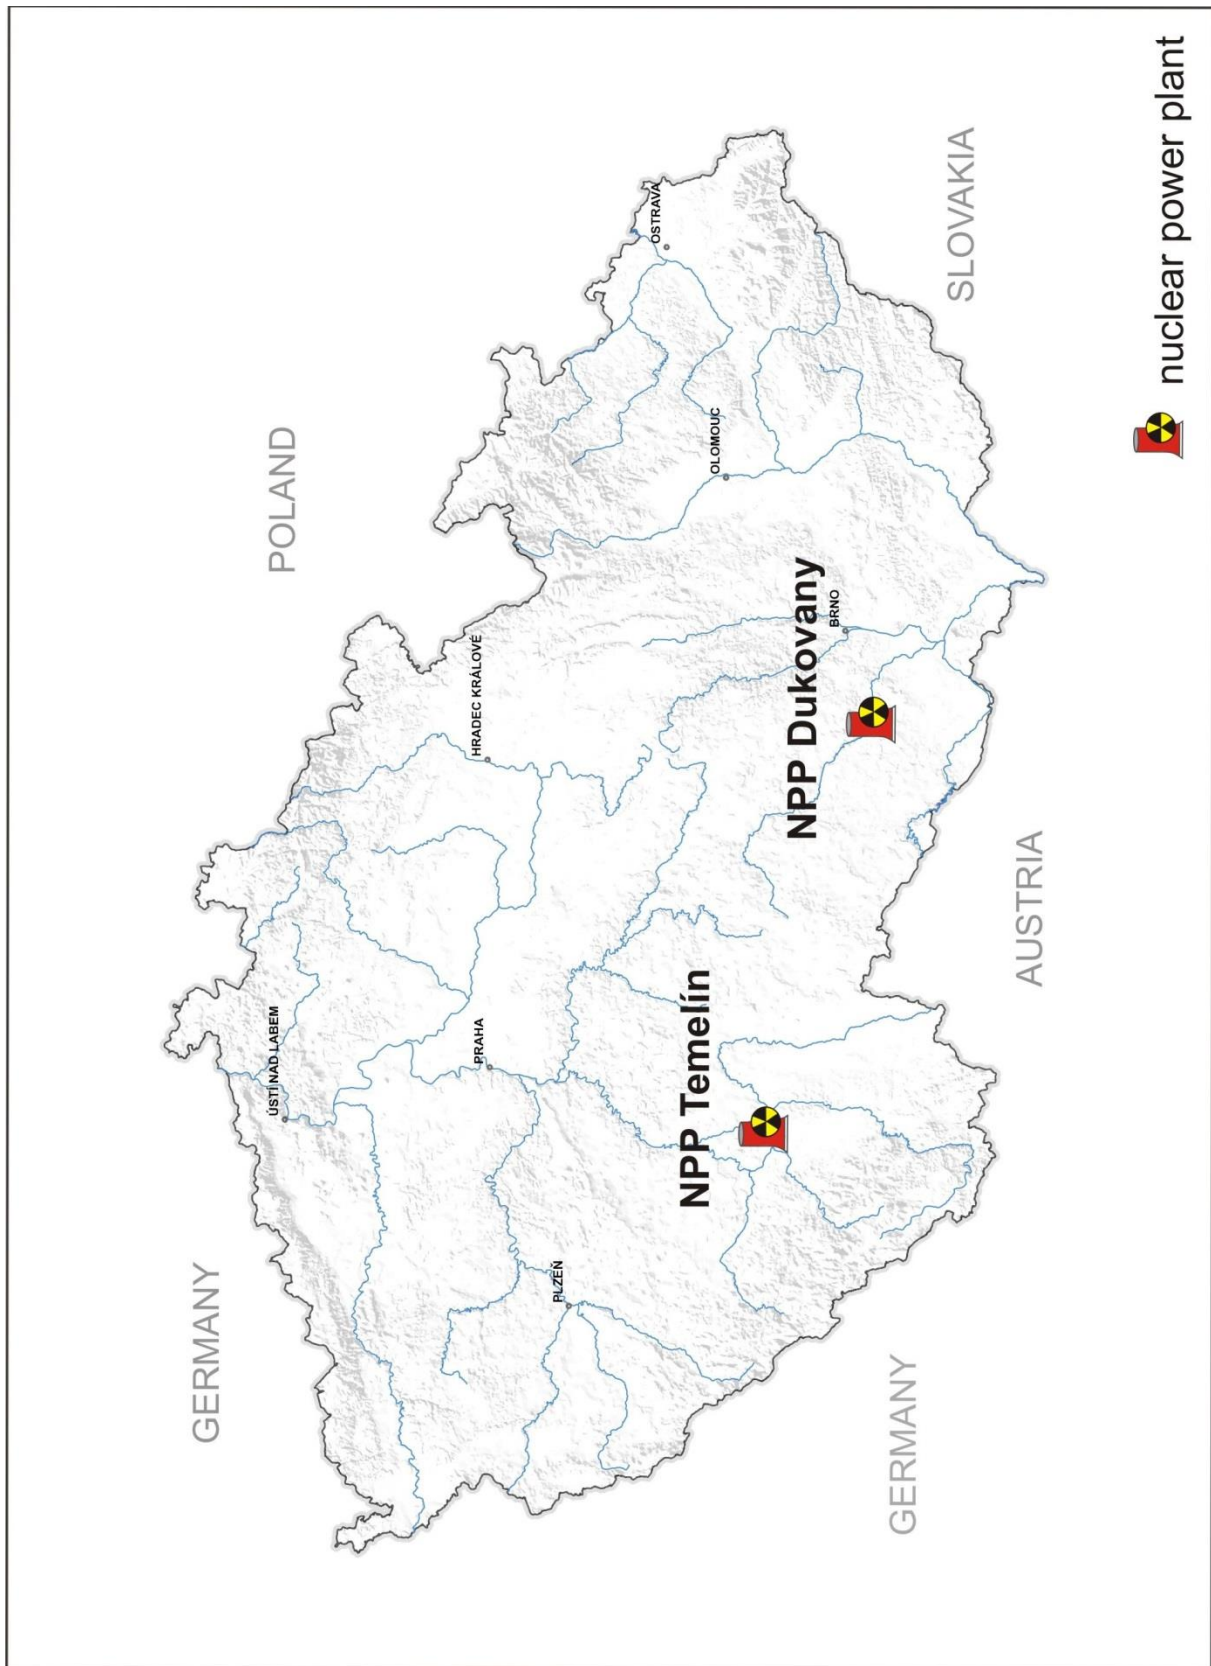 POLAND
GERMANY
ÚSTÍ NAD LABEM
HRADEC KRÁLOVÉ
PRAHA
PLZEŇ
OSTRAVA
OLOMOUC
NPP Temelín
NPP Dukovany
BRNO
GERMANY
AUSTRIA
SLOVAKIA
nuclear power plant